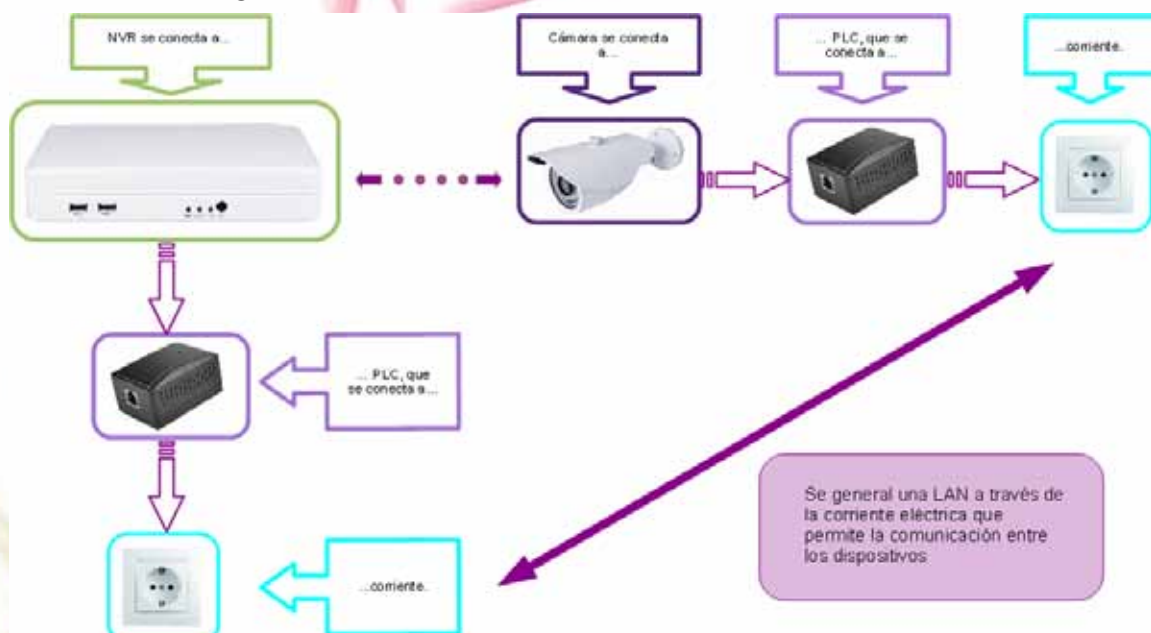 NVR se conecta a...
Cámara se conecta
a...
... PLC, que se
conecta a...
...corriente.
... PLC, que
se conecta a...
...corriente.
Se general una LAN a través de
la corriente eléctrica que
permite la comunicación entre
los dispositivos